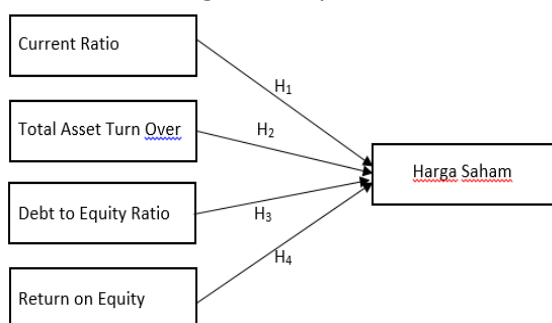 Current Ratio
H1
Total Asset Turn Over
H2
Harga Saham
Debt to Equity Ratio
H3
H4
Return on Equity